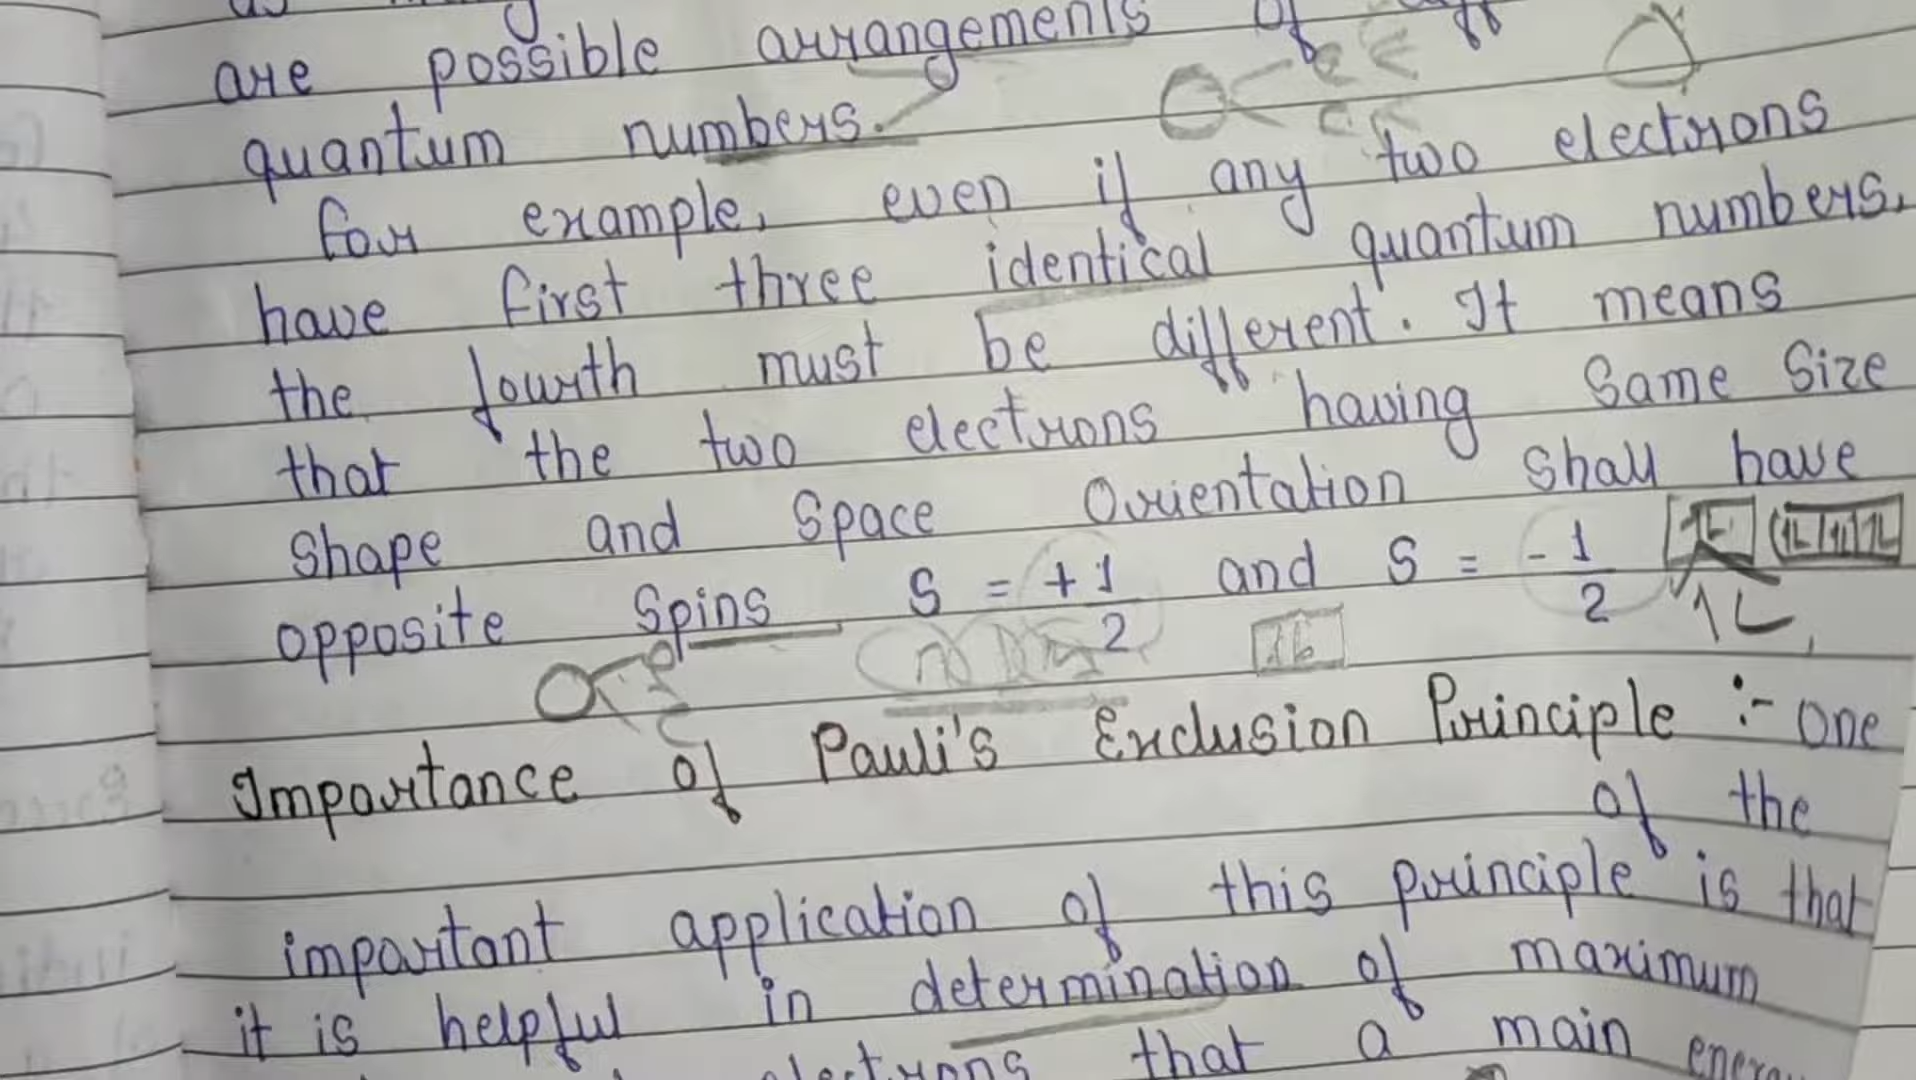 are possible arrangements of
quantum numbers.
For example, even if any two electrons
have first three identical quantum numbers,
the fourth must be different. It means
that the two electrons having same size
shape and space orientation shall have
opposite spins S = +1/2 and S = -1/2
Importance of Pauli's Exclusion Principle :- one
of the
important application of this principle is that
it is helpful in determination of maximum
electrons that a main energy